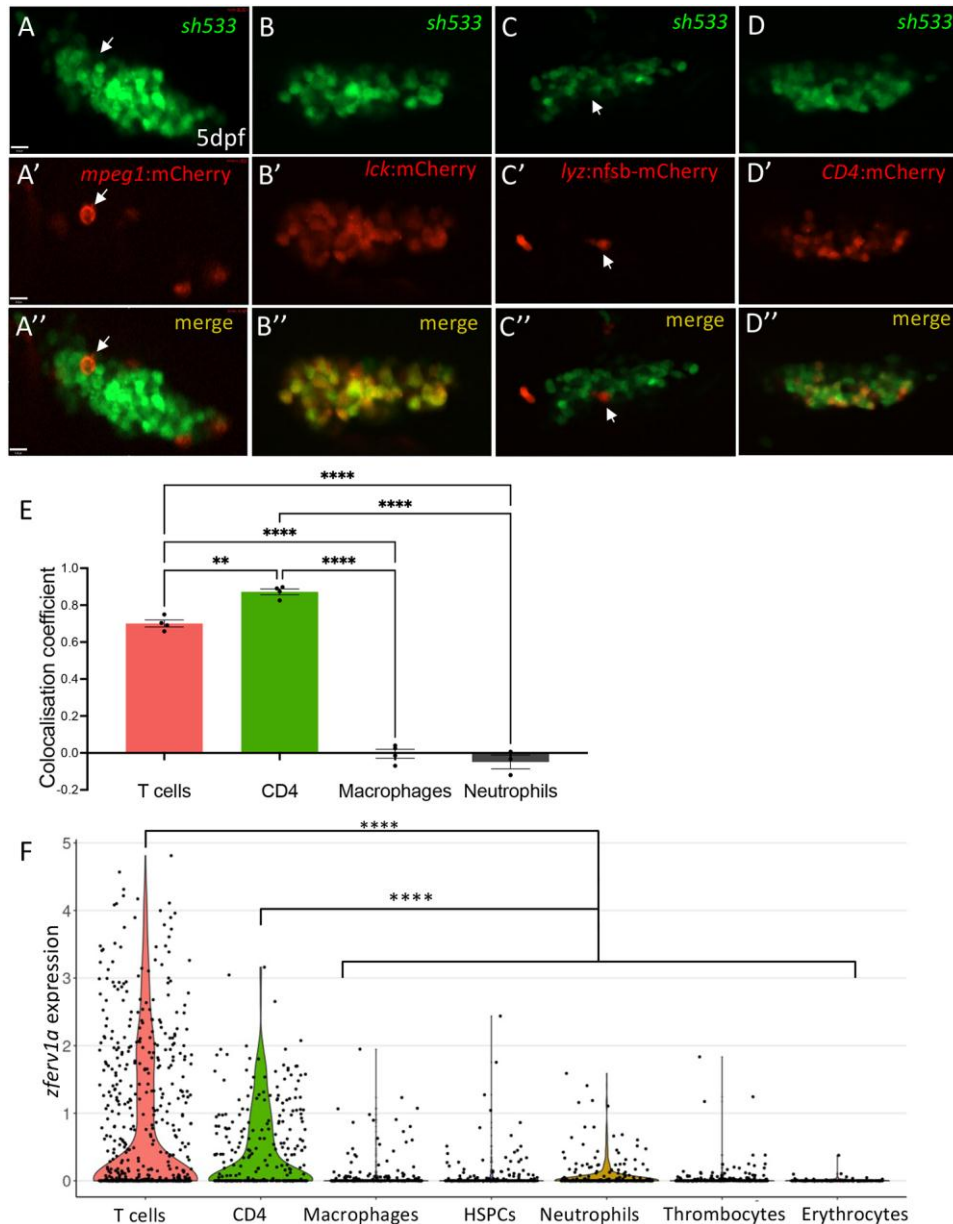 A sh533 B sh533 C sh533 D sh533
5dpf
A' mpeg1:mCherry B' lck:mCherry C' lyz:nfsb-mCherry D' CD4:mCherry
A'' merge B'' merge C'' merge D'' merge
E
****
****
****
** ****
Colocalisation coefficient
1.0
0.8
0.6
0.4
0.2
0.0
-0.2
T cells CD4 Macrophages Neutrophils
F
****
****
zferv1a expression
5
4
3
2
1
0
T cells CD4 Macrophages HSPCs Neutrophils Thrombocytes Erythrocytes